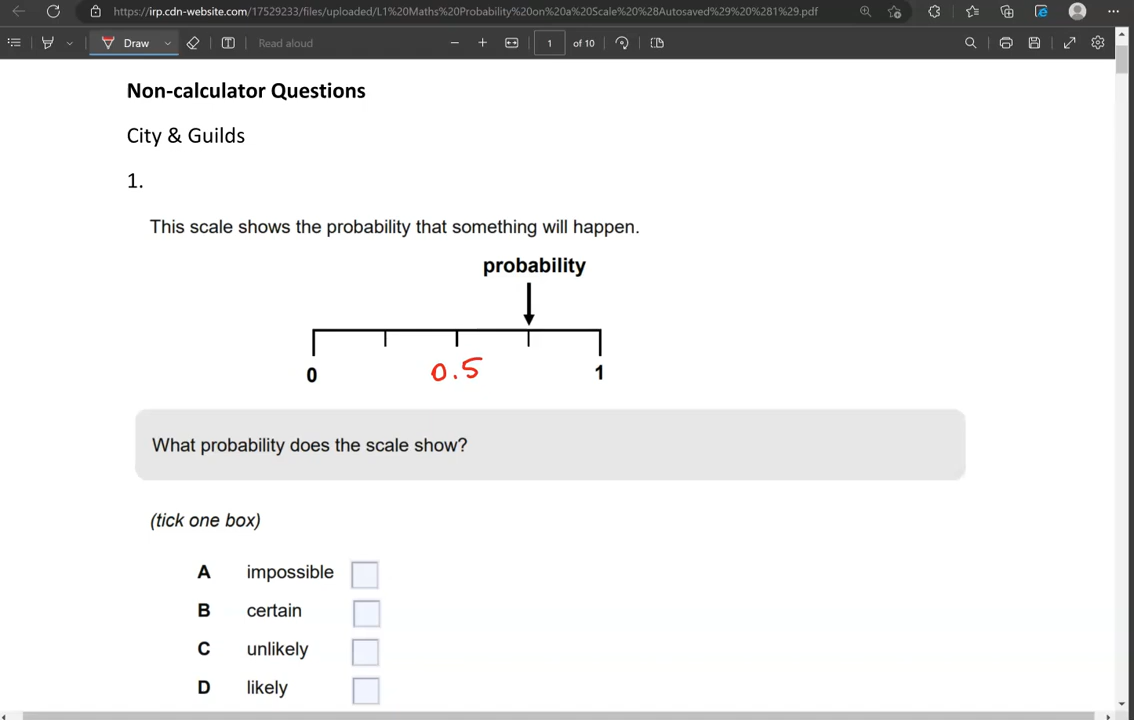 https://irp.cdn-website.com/17529233/files/uploaded/L1%20Maths%20Probability%20on%20a%20Scale%20%28Autosaved%29%20%281%29.pdf
Draw
Read aloud
1 of 10
Non-calculator Questions
City & Guilds
1.
This scale shows the probability that something will happen.
probability
0 0.5 1
What probability does the scale show?
(tick one box)
A impossible
B certain
C unlikely
D likely